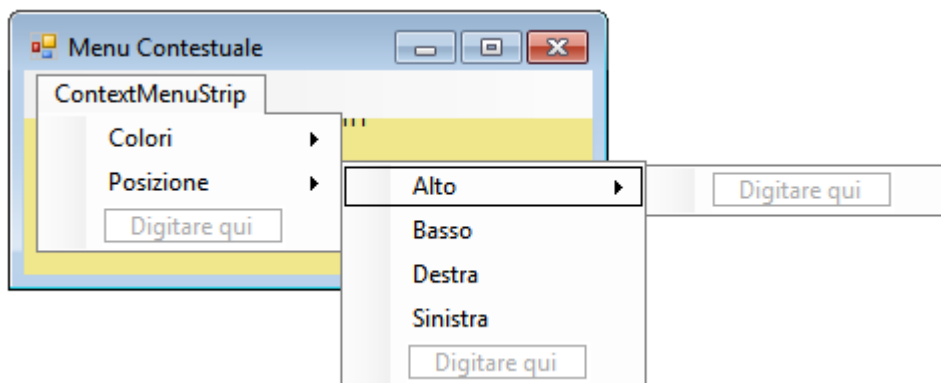 Menu Contestuale
ContextMenuStrip
Colori
Posizione
Digitare qui
Alto
Basso
Destra
Sinistra
Digitare qui
Digitare qui